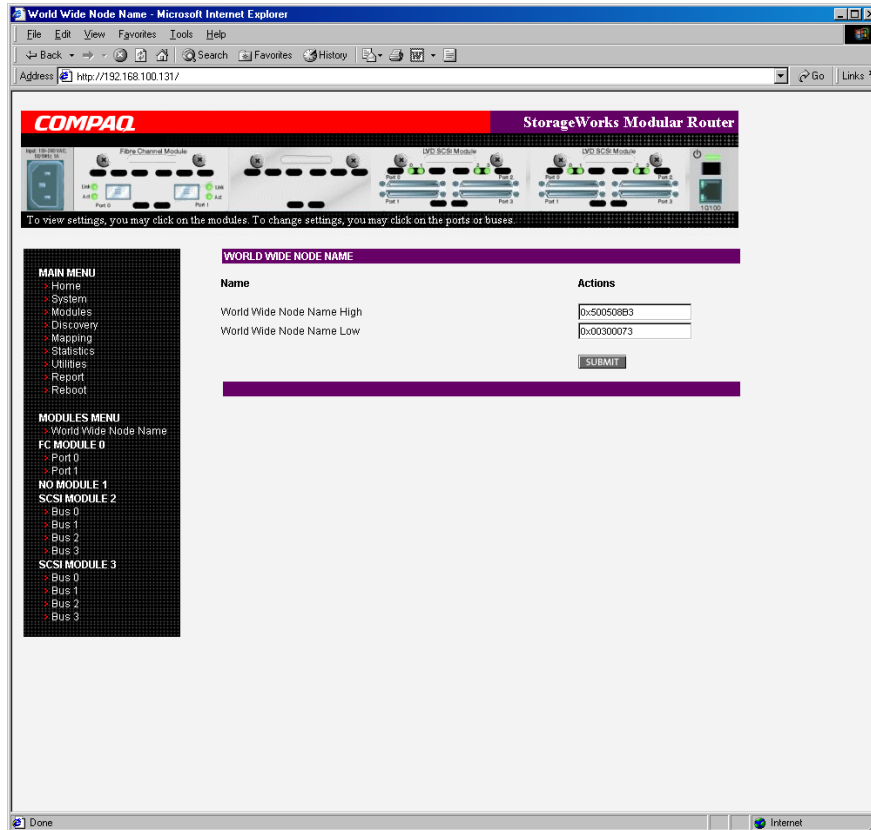 World Wide Node Name - Microsoft Internet Explorer
File Edit View Favorites Tools Help
Back Search Favorites History
Address http://192.168.100.131/ Go Links
COMPAQ StorageWorks Modular Router
Fibre Channel Module LVD SCSI Module LVD SCSI Module
Link Link
Act Act
Port 0 Port 1
Port 0 Port 2 Port 0 Port 2
Port 1 Port 3 Port 1 Port 3
10/100
To view settings, you may click on the modules. To change settings, you may click on the ports or buses.
MAIN MENU
> Home
> System
> Modules
> Discovery
> Mapping
> Statistics
> Utilities
> Report
> Reboot
MODULES MENU
> World Wide Node Name
FC MODULE 0
> Port 0
> Port 1
NO MODULE 1
SCSI MODULE 2
> Bus 0
> Bus 1
> Bus 2
> Bus 3
SCSI MODULE 3
> Bus 0
> Bus 1
> Bus 2
> Bus 3
WORLD WIDE NODE NAME
Name Actions
World Wide Node Name High 0x500508B3
World Wide Node Name Low 0x00300073
SUBMIT
Done Internet